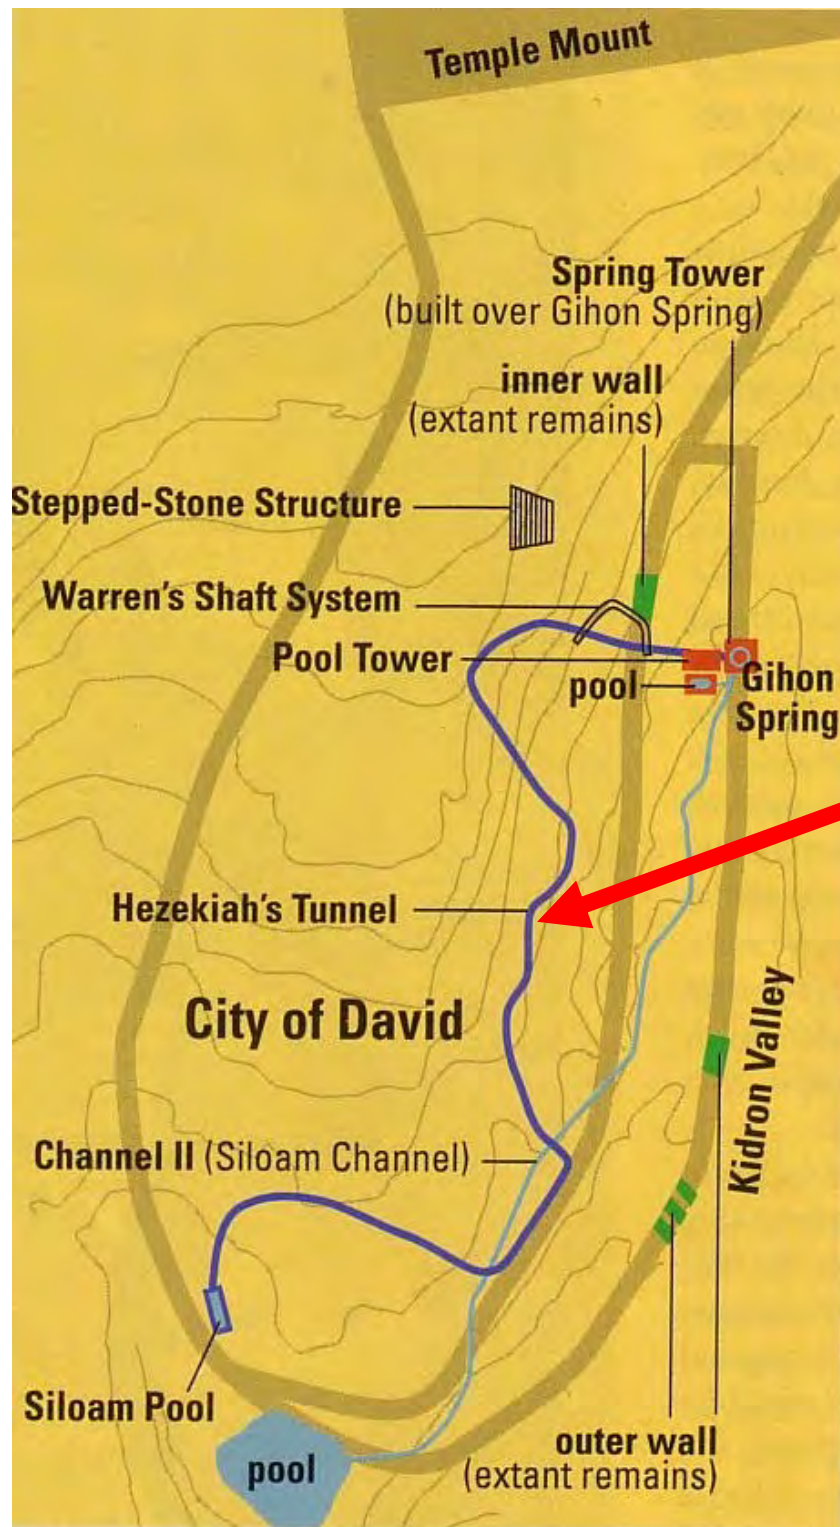 Temple Mount
Spring Tower
(built over Gihon Spring)
inner wall
(extant remains)
Stepped-Stone Structure
Warren's Shaft System
Pool Tower
pool
Gihon
Spring
Hezekiah's Tunnel
City of David
Kidron Valley
Channel II (Siloam Channel)
Siloam Pool
pool
outer wall
(extant remains)